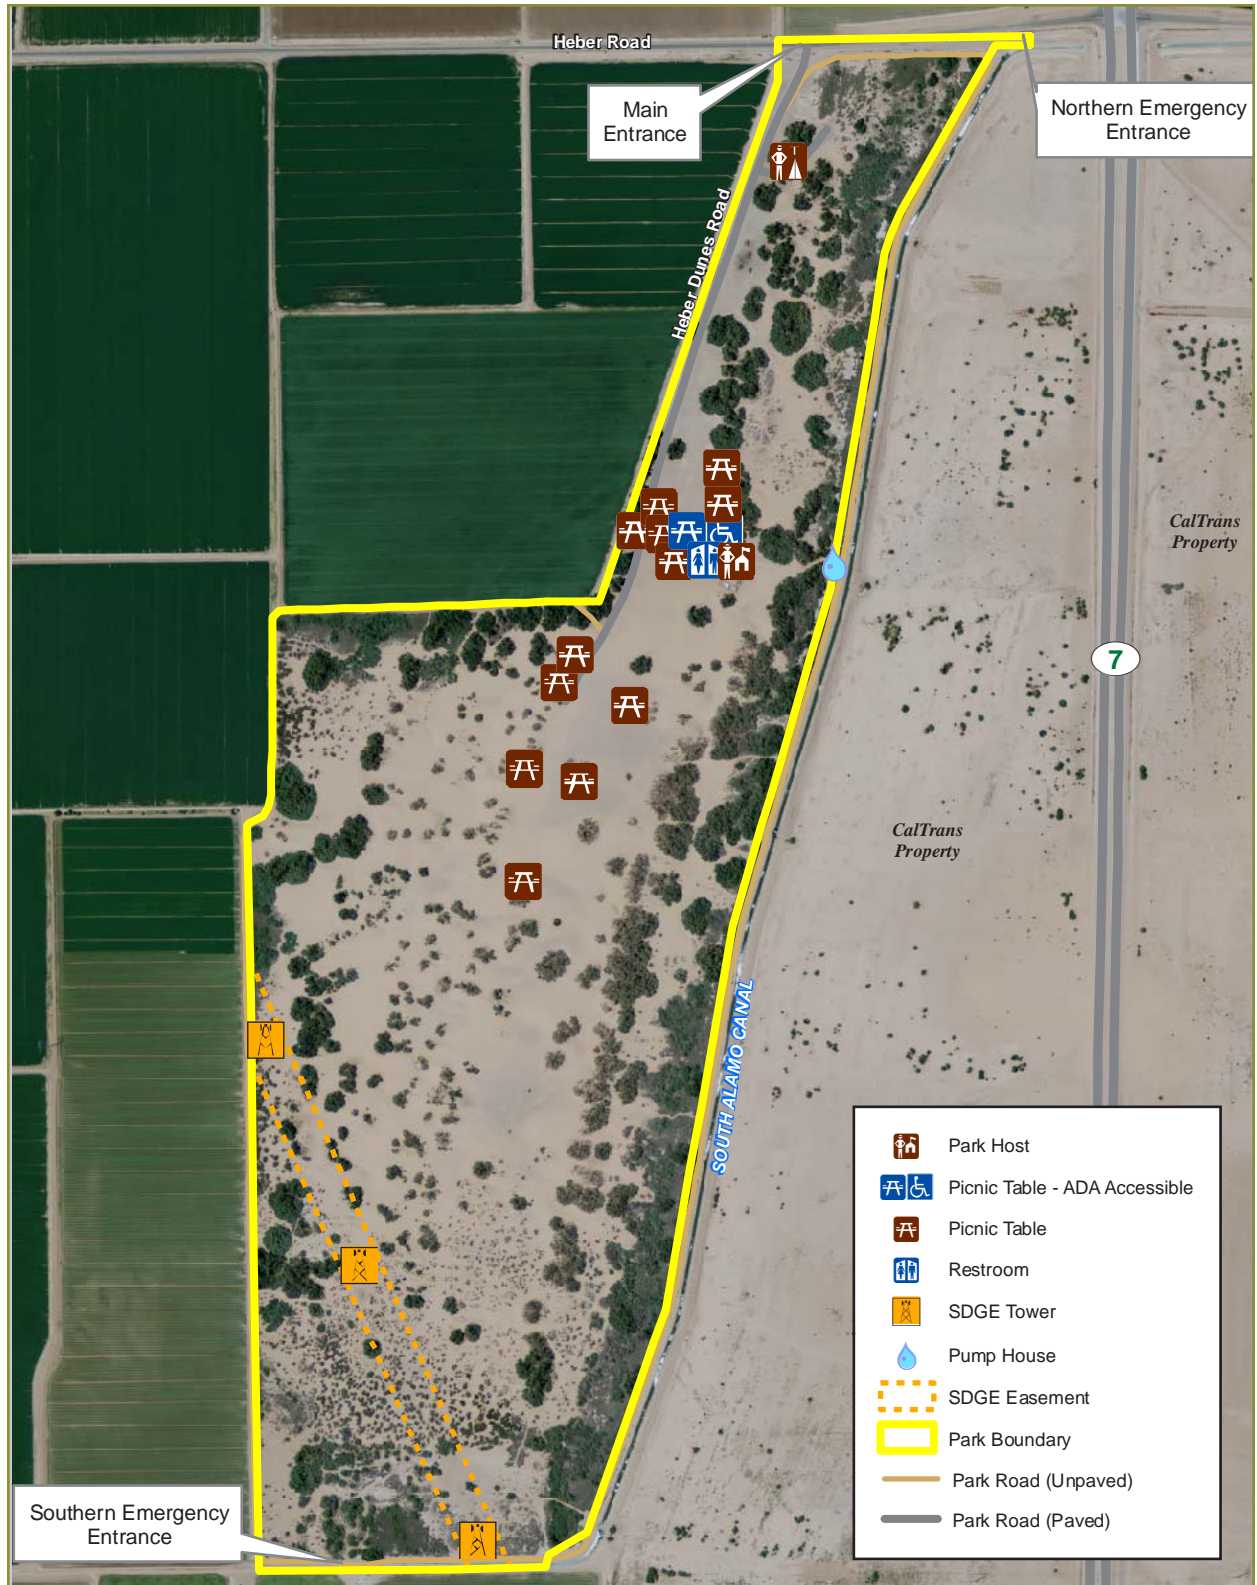 Heber Road
Main
Entrance
Northern Emergency
Entrance
Heber Dunes Road
CalTrans
Property
7
CalTrans
Property
SOUTH ALAMO CANAL
Park Host
Picnic Table - ADA Accessible
Picnic Table
Restroom
SDGE Tower
Pump House
SDGE Easement
Park Boundary
Park Road (Unpaved)
Park Road (Paved)
Southern Emergency
Entrance